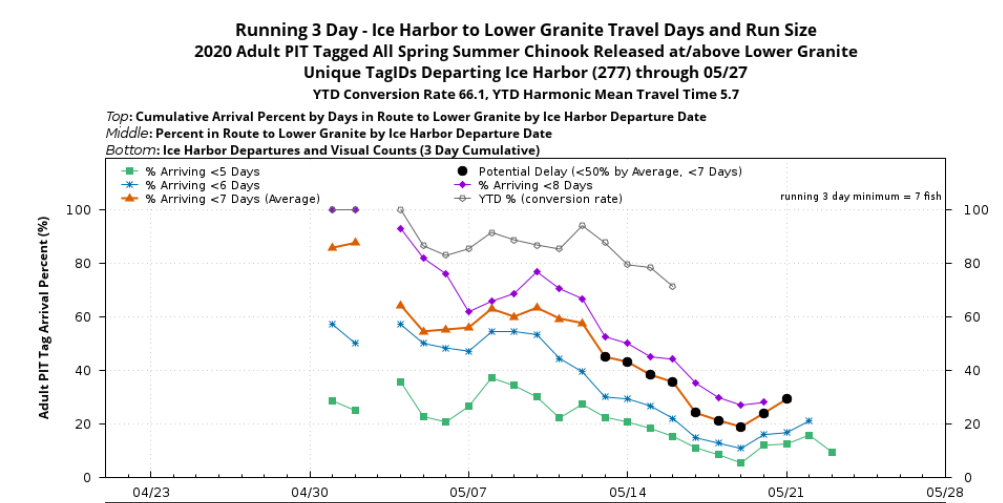 Running 3 Day - Ice Harbor to Lower Granite Travel Days and Run Size
2020 Adult PIT Tagged All Spring Summer Chinook Released at/above Lower Granite
Unique TagIDs Departing Ice Harbor (277) through 05/27
YTD Conversion Rate 66.1, YTD Harmonic Mean Travel Time 5.7
Top: Cumulative Arrival Percent by Days in Route to Lower Granite by Ice Harbor Departure Date
Middle: Percent in Route to Lower Granite by Ice Harbor Departure Date
Bottom: Ice Harbor Departures and Visual Counts (3 Day Cumulative)
% Arriving <5 Days
% Arriving <6 Days
% Arriving <7 Days (Average)
Potential Delay (<50% by Average, <7 Days)
% Arriving <8 Days
YTD % (conversion rate)
running 3 day minimum = 7 fish
Adult PIT Tag Arrival Percent (%)
100
80
60
40
20
0
100
80
60
40
20
0
04/23
04/30
05/07
05/14
05/21
05/28